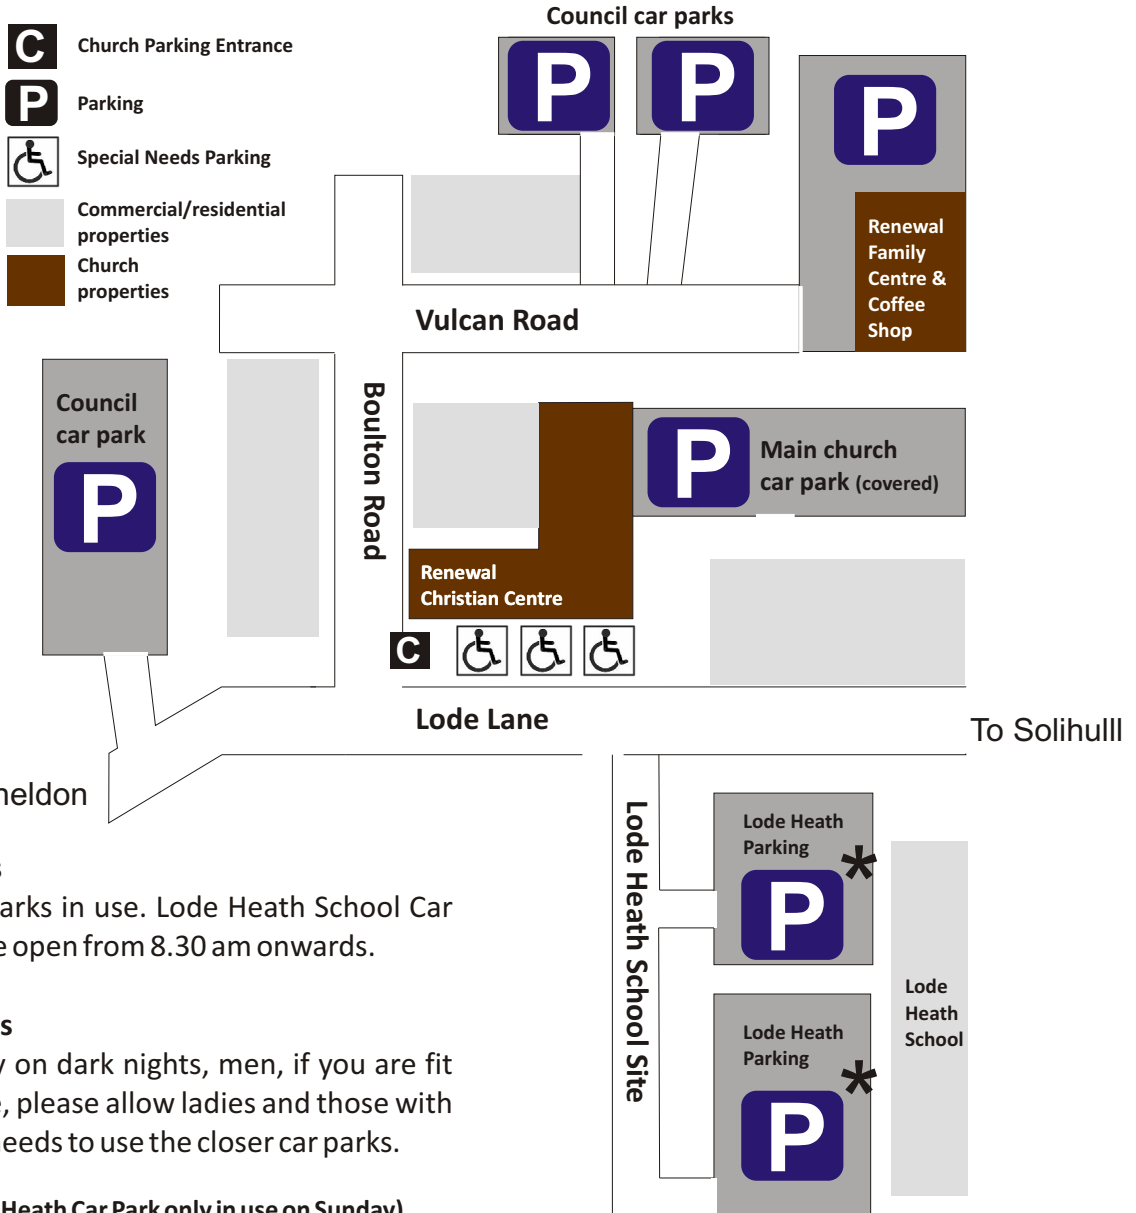 Council car parks
C Church Parking Entrance
P Parking
Special Needs Parking
Commercial/residential
properties
Church
properties
P
P
P
Renewal
Family
Centre &
Coffee
Shop
Vulcan Road
Council
car park
P
Boulton Road
P
Main church
car park (covered)
Renewal
Christian Centre
C
Lode Lane
To Solihulll
Lode Heath School Site
Lode Heath
Parking
*
P
Lode
Heath
School
Lode Heath
Parking
*
P
in use. Lode Heath School Car
open from 8.30 am onwards.
on dark nights, men, if you are fit
please allow ladies and those with
needs to use the closer car parks.
Heath Car Park only in use on Sunday)